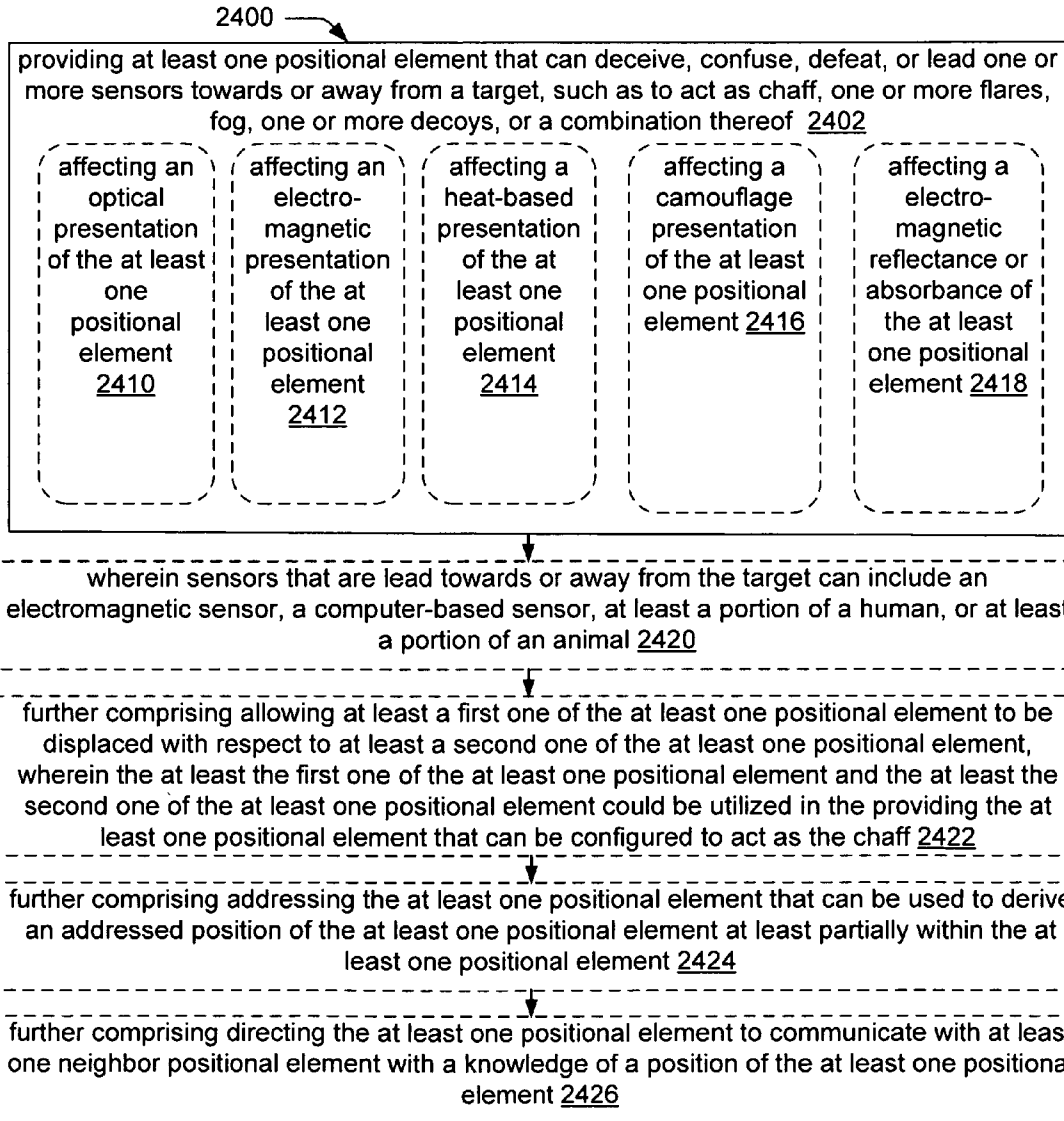 2400
providing at least one positional element that can deceive, confuse, defeat, or lead one or
more sensors towards or away from a target, such as to act as chaff, one or more flares,
fog, one or more decoys, or a combination thereof 2402
affecting an
optical
presentation
of the at least
one
positional
element
2410
affecting an
electro-
magnetic
presentation
of the at
least one
positional
element
2412
affecting a
heat-based
presentation
of the at
least one
positional
element
2414
affecting a
camouflage
presentation
of the at least
one positional
element 2416
affecting a
electro-
magnetic
reflectance or
absorbance of
the at least
one positional
element 2418
wherein sensors that are lead towards or away from the target can include an
electromagnetic sensor, a computer-based sensor, at least a portion of a human, or at least
a portion of an animal 2420
further comprising allowing at least a first one of the at least one positional element to be
displaced with respect to at least a second one of the at least one positional element,
wherein the at least the first one of the at least one positional element and the at least the
second one of the at least one positional element could be utilized in the providing the at
least one positional element that can be configured to act as the chaff 2422
further comprising addressing the at least one positional element that can be used to derive
an addressed position of the at least one positional element at least partially within the at
least one positional element 2424
further comprising directing the at least one positional element to communicate with at least
one neighbor positional element with a knowledge of a position of the at least one positional
element 2426